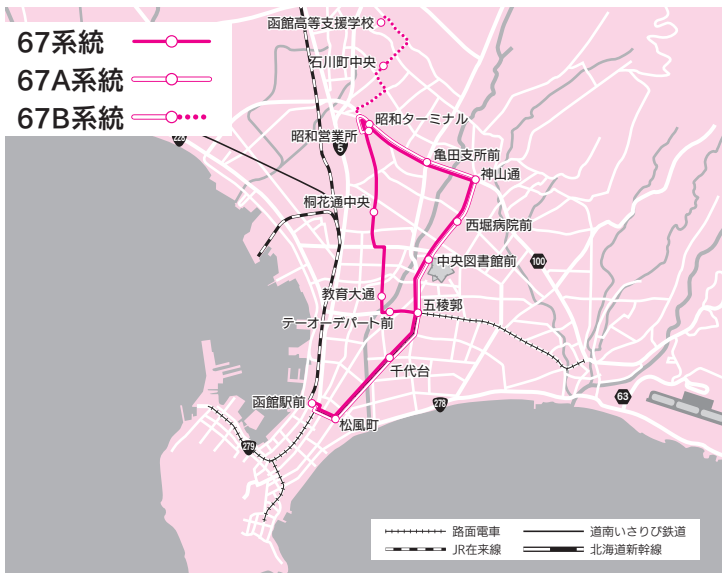 67系統
67A系統
67B系統
函館高等支援学校
石川町中央
昭和ターミナル
昭和営業所
5
228
亀田支所前
神山通
桐花通中央
西堀病院前
中央図書館前
100
教育大通
五稜郭
テーオーデパート前
千代台
函館駅前
278
63
松風町
279
路面電車
道南いさりび鉄道
JR在来線
北海道新幹線